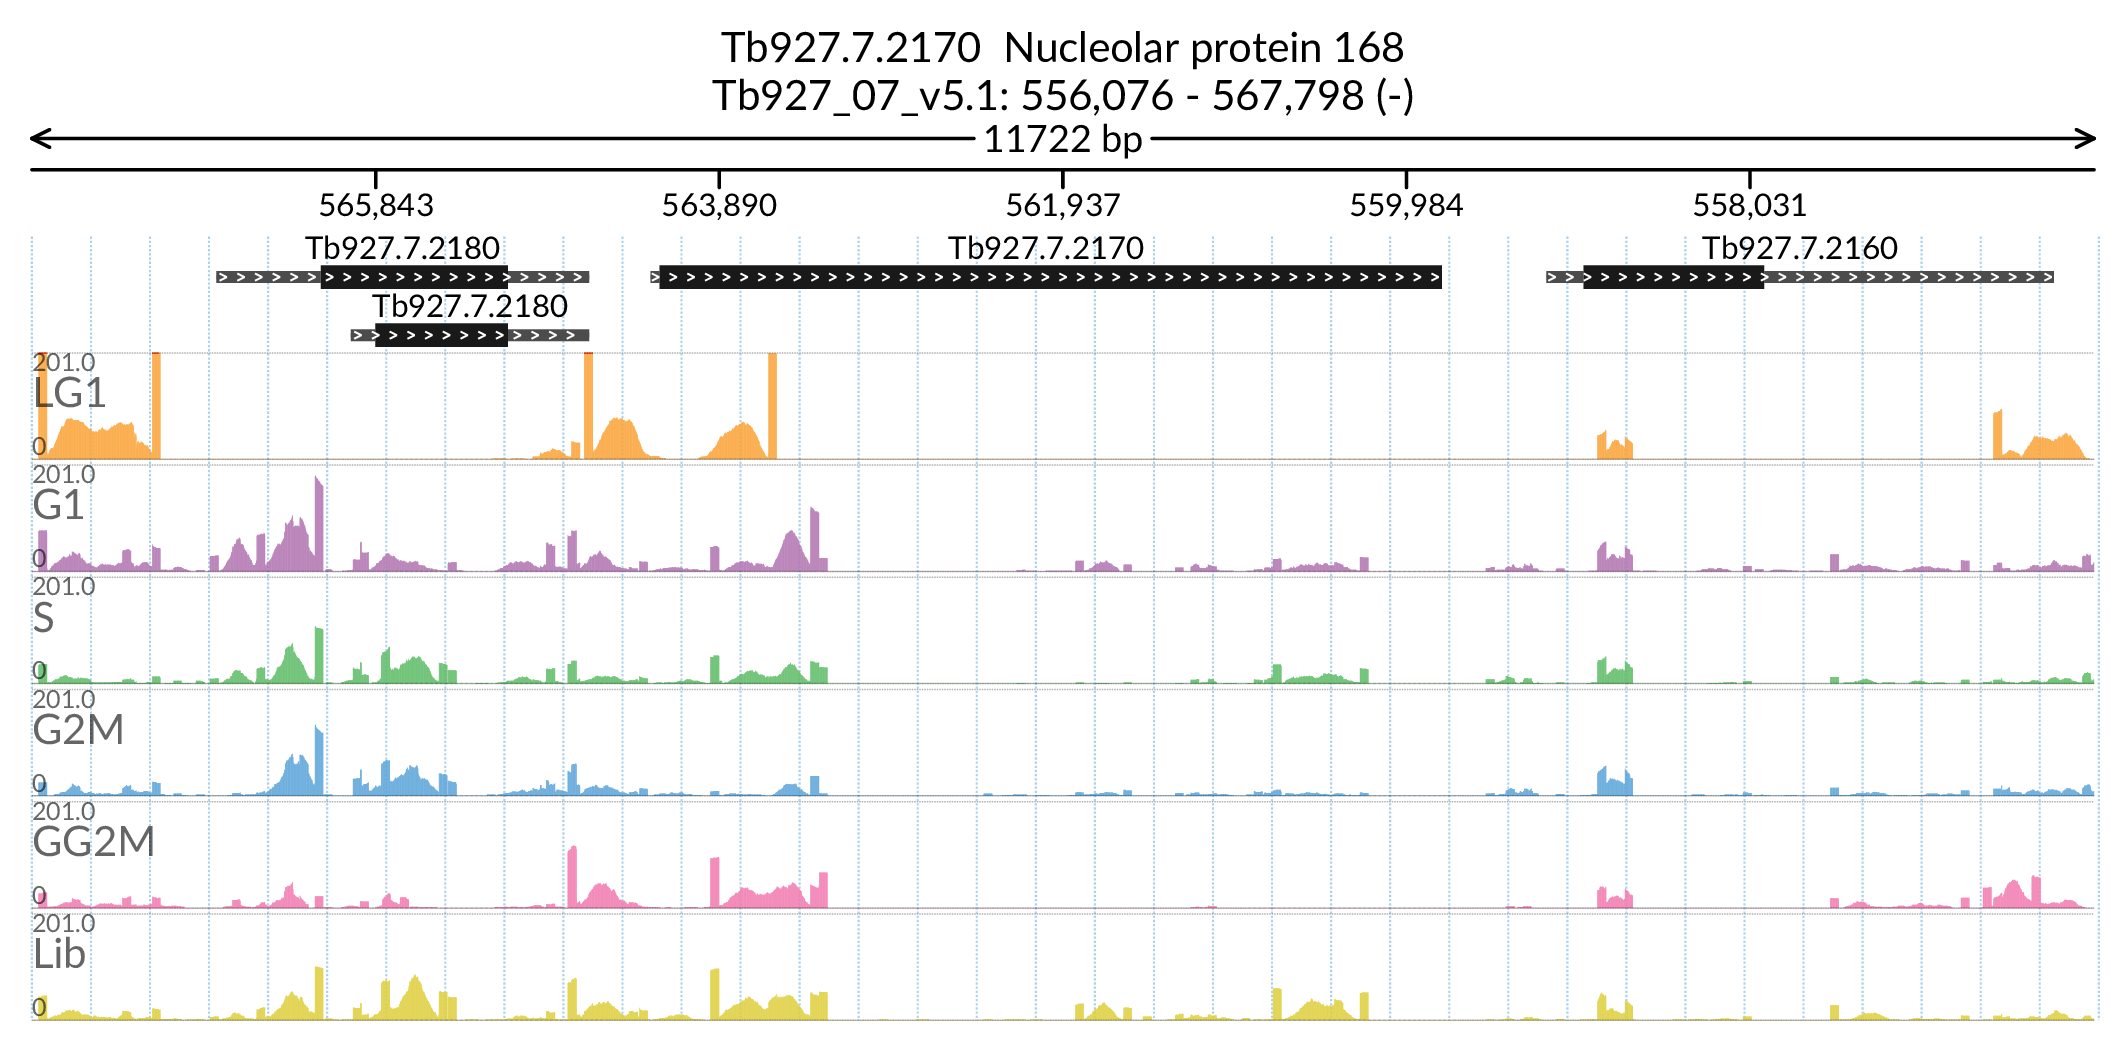 Tb927.7.2170  Nucleolar protein 168
Tb927_07_v5.1: 556,076 - 567,798 (-)
11722 bp
565,843 563,890 561,937 559,984 558,031
Tb927.7.2180 Tb927.7.2170 Tb927.7.2160
Tb927.7.2180
201.0
LG1
0
201.0
G1
0
201.0
S
0
201.0
G2M
0
201.0
GG2M
0
201.0
Lib
0